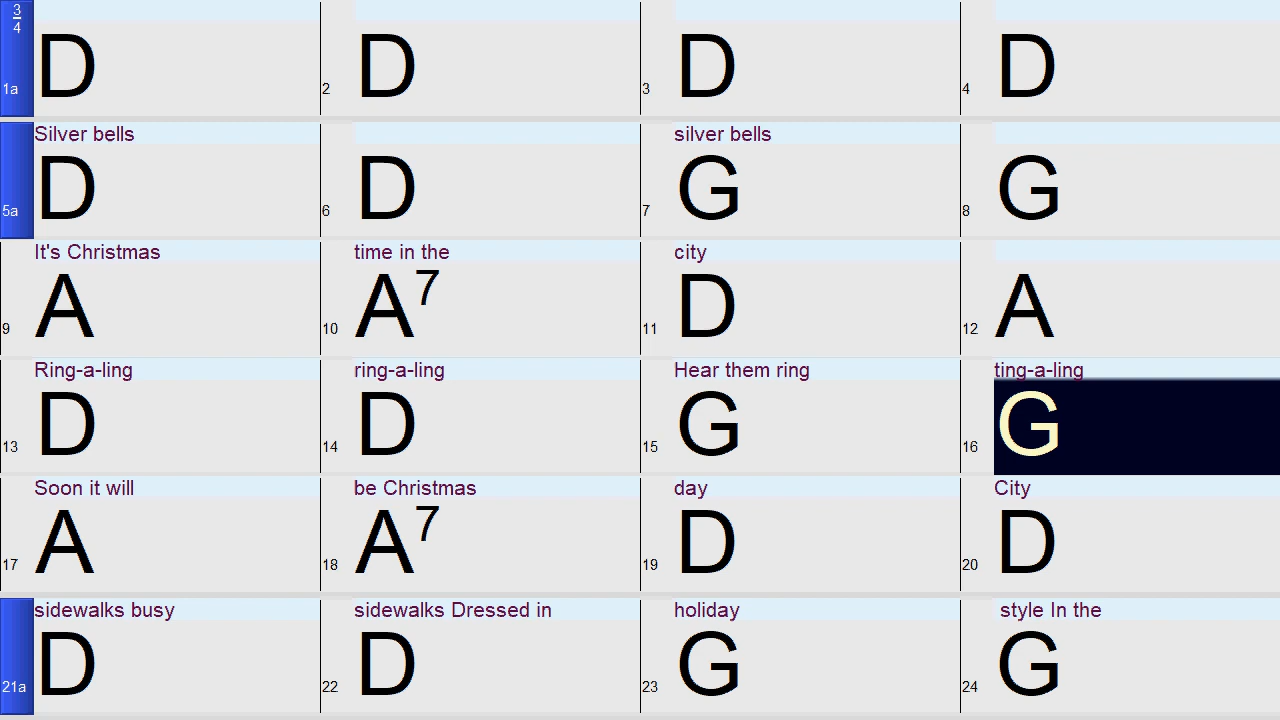 3
4
1a D 2 D 3 D 4 D
Silver bells silver bells
5a D 6 D 7 G 8 G
It's Christmas time in the city
9 A 10 A7 11 D 12 A
Ring-a-ling ring-a-ling Hear them ring ting-a-ling
13 D 14 D 15 G 16 G
Soon it will be Christmas day City
17 A 18 A7 19 D 20 D
sidewalks busy sidewalks Dressed in holiday style In the
21a D 22 D 23 G 24 G